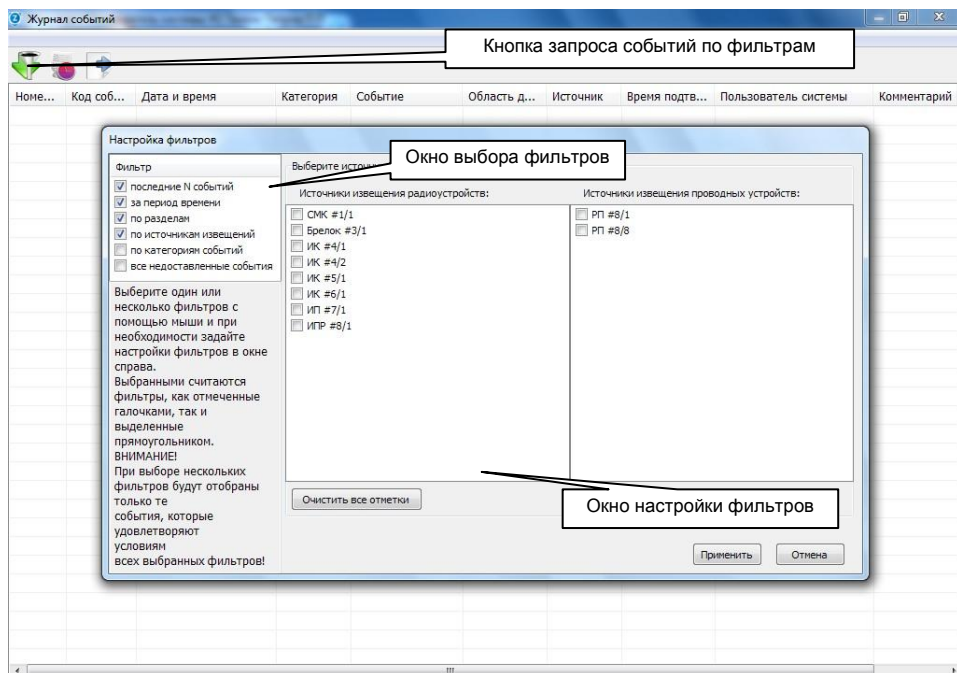 Журнал событий
Кнопка запроса событий по фильтрам
Номе... Код соб... Дата и время Категория Событие Область д... Источник Время подтв... Пользователь системы Комментарий
Настройка фильтров
Окно выбора фильтров
Фильтр
Выберите источни
последние N событий
за период времени
по разделам
по источникам извещений
по категориям событий
все недоставленные события
Источники извещения радиоустройств:
Источники извещения проводных устройств:
СМК #1/1
Брелок #3/1
ИК #4/1
ИК #4/2
ИК #5/1
ИК #6/1
ИП #7/1
ИПР #8/1
РП #8/1
РП #8/8
Выберите один или
несколько фильтров с
помощью мыши и при
необходимости задайте
настройки фильтров в окне
справа.
Выбранными считаются
фильтры, как отмеченные
галочками, так и
выделенные
прямоугольником.
ВНИМАНИЕ!
При выборе нескольких
фильтров будут отобраны
только те
события, которые
удовлетворяют
условиям
всех выбранных фильтров!
Очистить все отметки
Окно настройки фильтров
Применить
Отмена